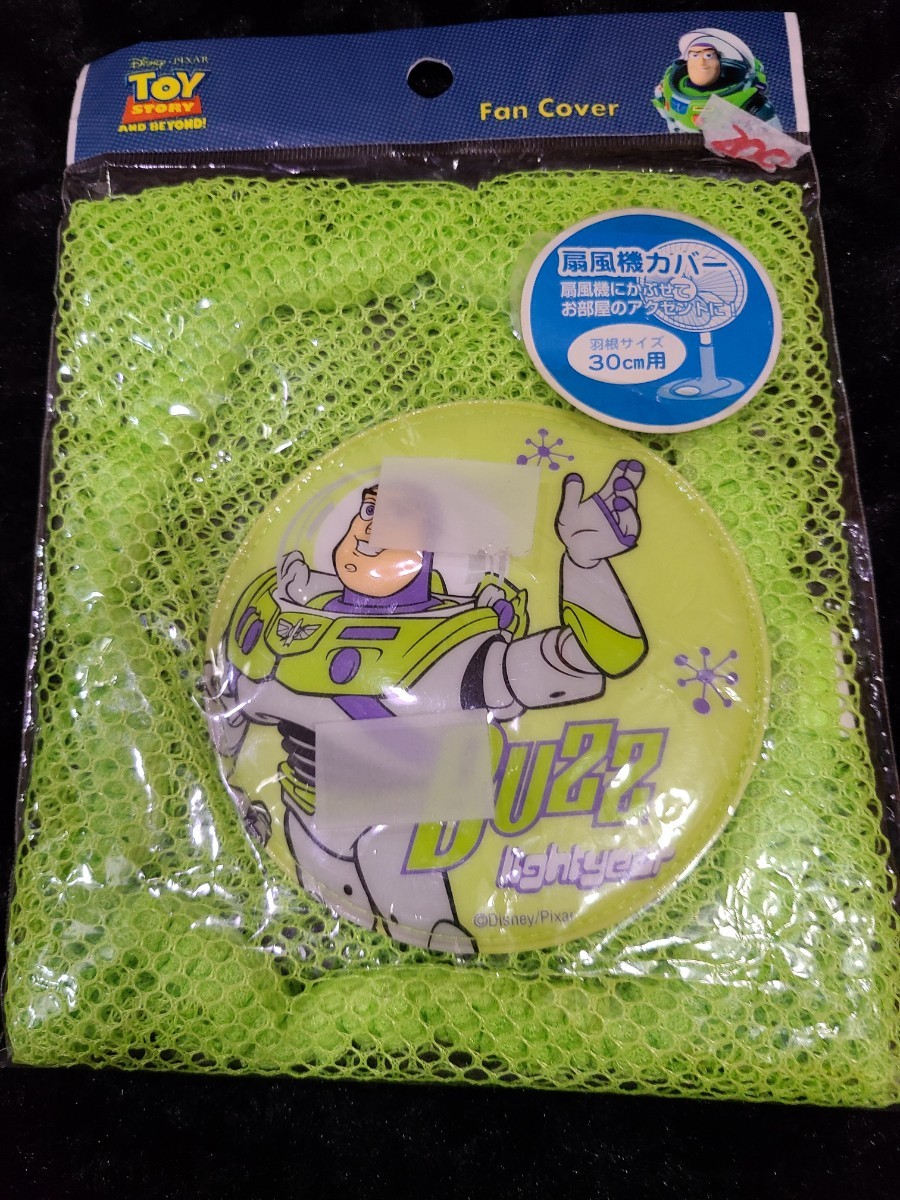 Disney · PIXAR
TOY
STORY
AND BEYOND!
Fan Cover
200
扇風機カバー
扇風機にかぶせて
お部屋のアクセントに!
羽根サイズ
30cm用
BUZZ
lightyear
©Disney/Pixar